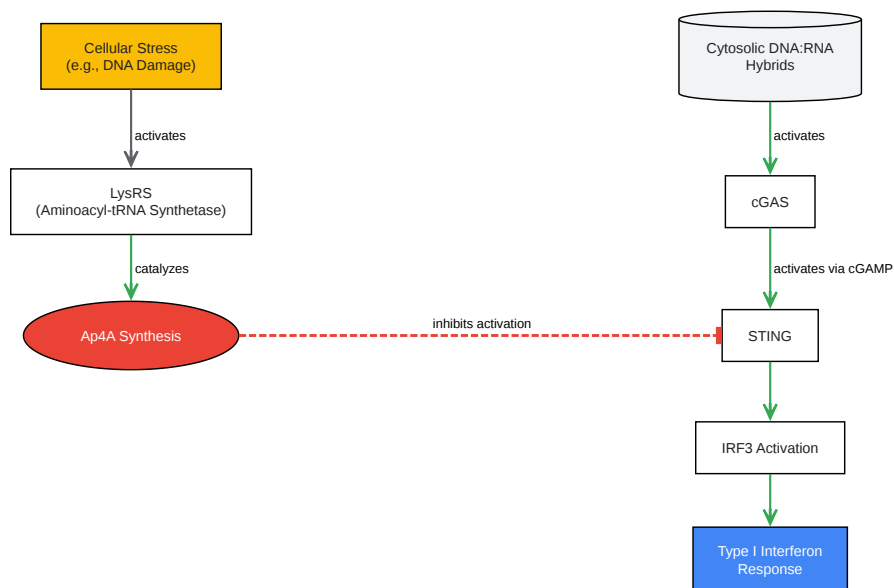 Cellular Stress
(e.g., DNA Damage)
activates
LysRS
(Aminoacyl-tRNA Synthetase)
catalyzes
Ap4A Synthesis
inhibits activation
Cytosolic DNA:RNA
Hybrids
activates
cGAS
activates via cGAMP
STING
IRF3 Activation
Type I Interferon
Response